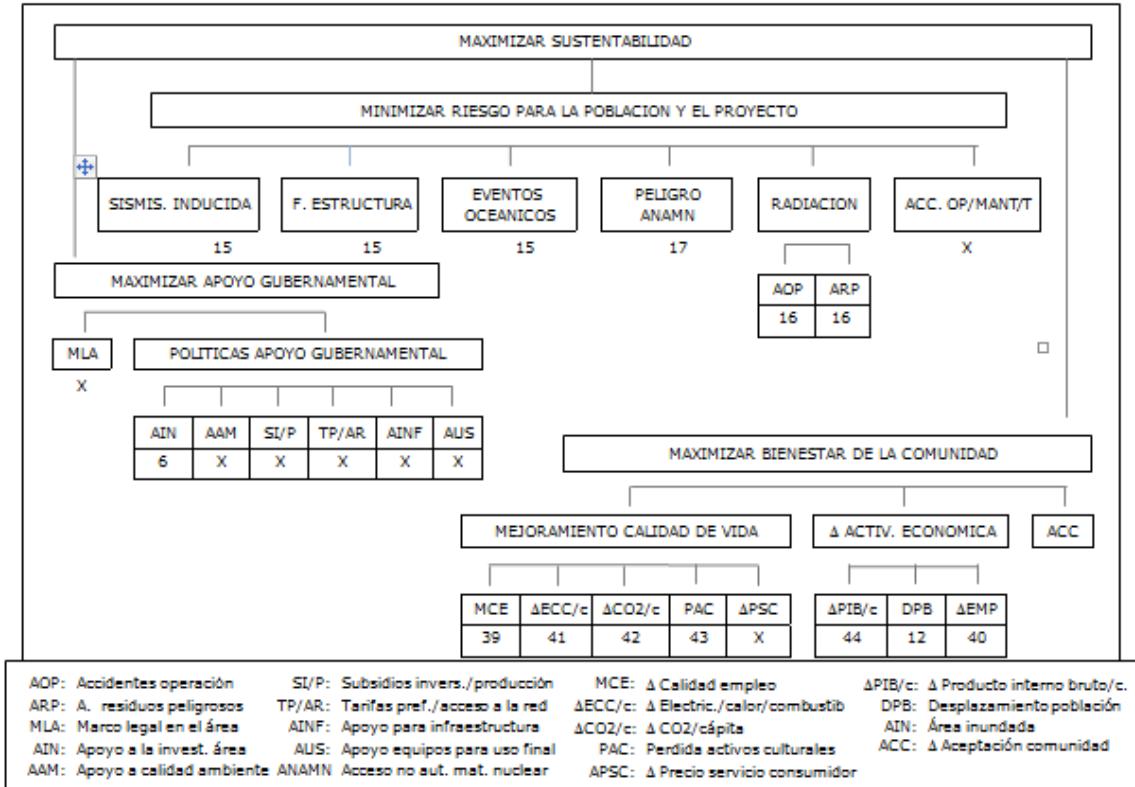 MAXIMIZAR SUSTENTABILIDAD
MINIMIZAR RIESGO PARA LA POBLACION Y EL PROYECTO
SISMIS. INDUCIDA
F. ESTRUCTURA
EVENTOS
OCEANICOS
PELIGRO
ANAMN
RADIACION
ACC. OP/MANT/T
15
15
15
17
X
AOP ARP
16 16
MAXIMIZAR APOYO GUBERNAMENTAL
MLA
X
POLITICAS APOYO GUBERNAMENTAL
AIN AAM SI/P TP/AR AINF AUS
6 X X X X X
MAXIMIZAR BIENESTAR DE LA COMUNIDAD
MEJORAMIENTO CALIDAD DE VIDA
Δ ACTIV. ECONOMICA
ACC
MCE ΔECC/c ΔCO2/c PAC ΔPSC
39 41 42 43 X
ΔPIB/c DPB ΔEMP
44 12 40
AOP: Accidentes operación
ARP: A. residuos peligrosos
MLA: Marco legal en el área
AIN: Apoyo a la invest. área
AAM: Apoyo a calidad ambiente
SI/P: Subsidios invers./producción
TP/AR: Tarifas pref./acceso a la red
AINF: Apoyo para infraestructura
AUS: Apoyo equipos para uso final
ANAMN Acceso no aut. mat. nuclear
MCE: Δ Calidad empleo
ΔECC/c: Δ Electric./calor/combustib
ΔCO2/c: Δ CO2/cápita
PAC: Perdida activos culturales
APSC: Δ Precio servicio consumidor
ΔPIB/c: Δ Producto interno bruto/c.
DPB: Desplazamiento población
AIN: Área inundada
ACC: Δ Aceptación comunidad